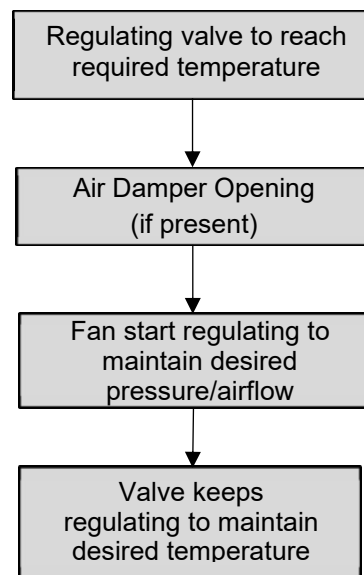 Regulating valve to reach
required temperature
Air Damper Opening
(if present)
Fan start regulating to
maintain desired
pressure/airflow
Valve keeps
regulating to maintain
desired temperature